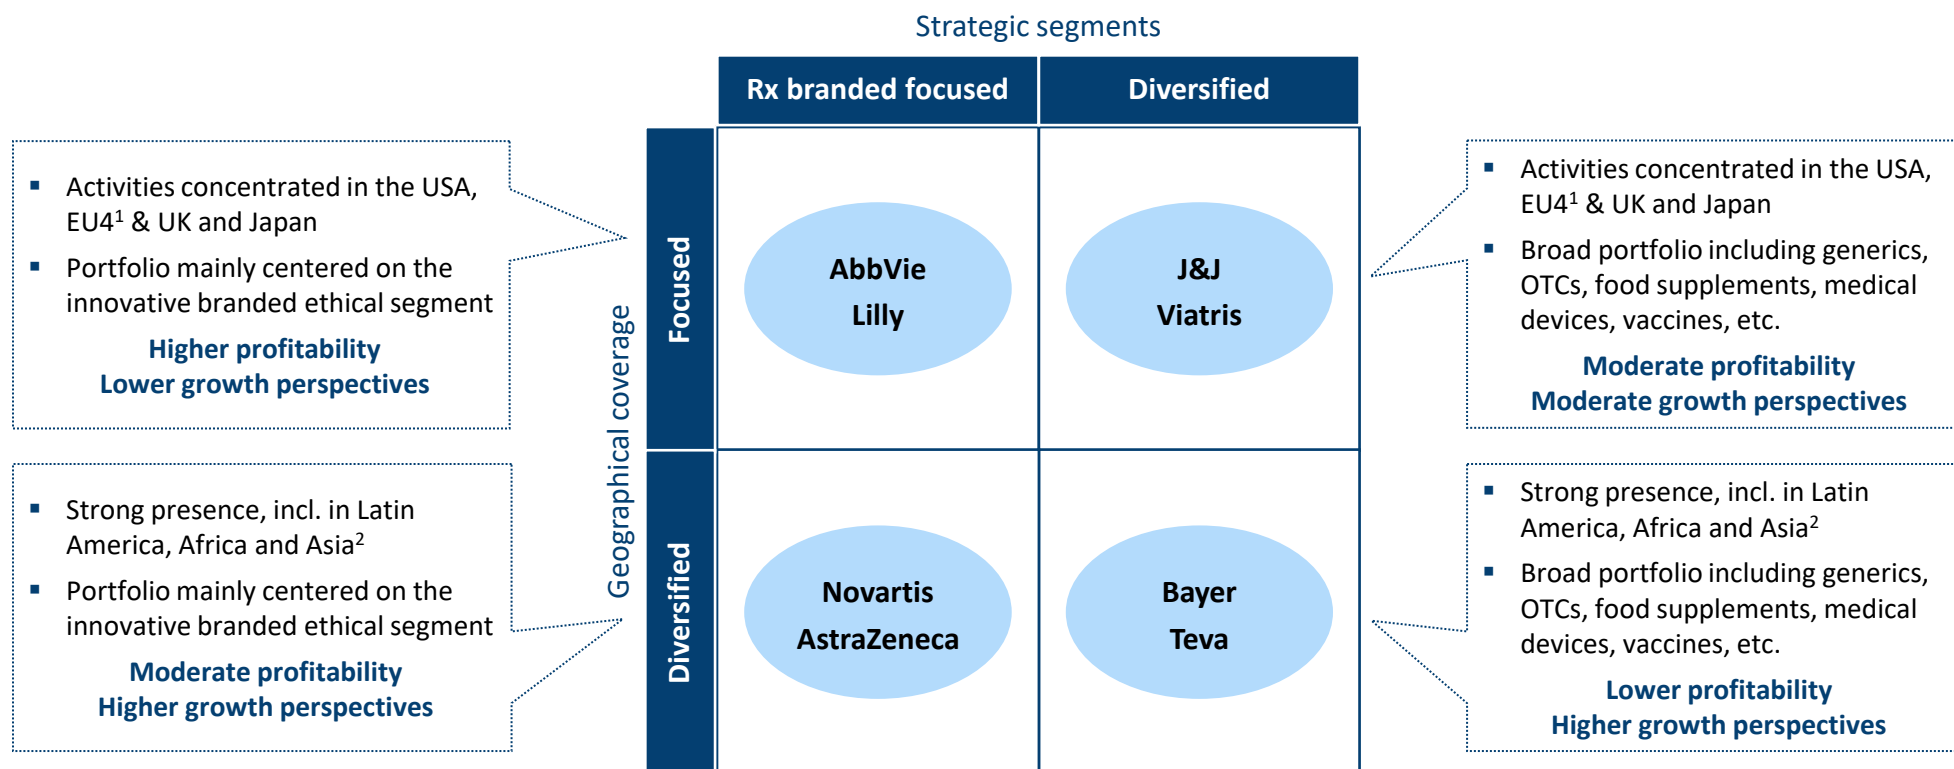 Strategic segments
Rx branded focused
Diversified
Geographical coverage
Focused
Diversified
▪ Activities concentrated in the USA,
EU4¹ & UK and Japan
▪ Portfolio mainly centered on the
innovative branded ethical segment
Higher profitability
Lower growth perspectives
AbbVie
Lilly
J&J
Viatris
▪ Activities concentrated in the USA,
EU4¹ & UK and Japan
▪ Broad portfolio including generics,
OTCs, food supplements, medical
devices, vaccines, etc.
Moderate profitability
Moderate growth perspectives
▪ Strong presence, incl. in Latin
America, Africa and Asia²
▪ Portfolio mainly centered on the
innovative branded ethical segment
Moderate profitability
Higher growth perspectives
Novartis
AstraZeneca
Bayer
Teva
▪ Strong presence, incl. in Latin
America, Africa and Asia²
▪ Broad portfolio including generics,
OTCs, food supplements, medical
devices, vaccines, etc.
Lower profitability
Higher growth perspectives